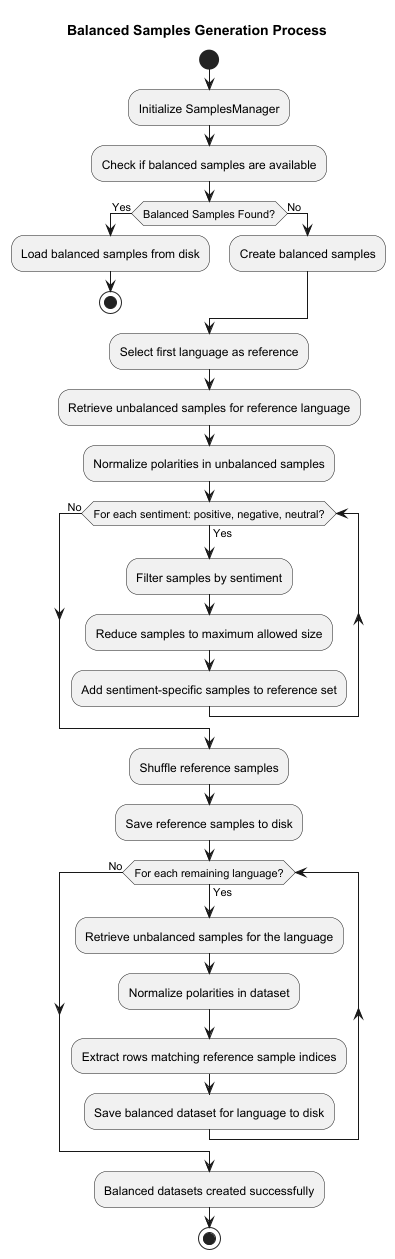 Balanced Samples Generation Process
Initialize SamplesManager
Check if balanced samples are available
Yes
Balanced Samples Found?
No
Load balanced samples from disk
Create balanced samples
Select first language as reference
Retrieve unbalanced samples for reference language
Normalize polarities in unbalanced samples
No
For each sentiment: positive, negative, neutral?
Yes
Filter samples by sentiment
Reduce samples to maximum allowed size
Add sentiment-specific samples to reference set
Shuffle reference samples
Save reference samples to disk
No
For each remaining language?
Yes
Retrieve unbalanced samples for the language
Normalize polarities in dataset
Extract rows matching reference sample indices
Save balanced dataset for language to disk
Balanced datasets created successfully